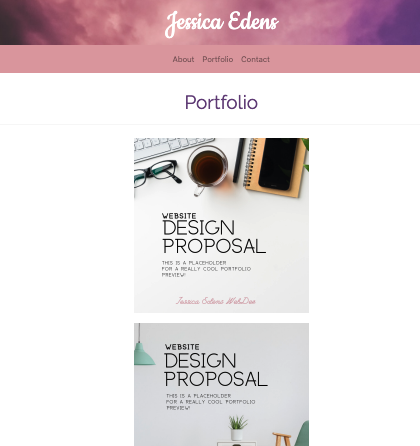 Jessica Edens
About Portfolio Contact
Portfolio
WEBSITE
DESIGN
PROPOSAL
THIS IS A PLACEHOLDER
FOR A REALLY COOL PORTFOLIO
PREVIEW!
Jessica Edens WebDev
WEBSITE
DESIGN
PROPOSAL
THIS IS A PLACEHOLDER
FOR A REALLY COOL PORTFOLIO
PREVIEW!